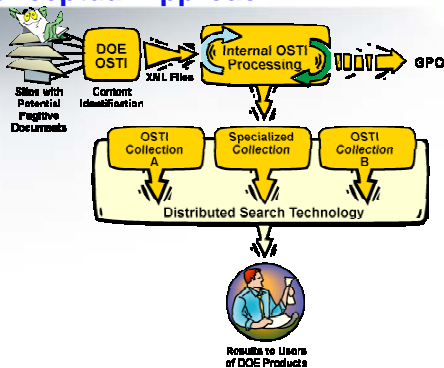 DOE
OSTI
XML Files
Internal OSTI
Processing
GPO
Sites with
Potential
Fugitive
Documents
Content
Identification
OSTI
Collection
A
Specialized
Collection
OSTI
Collection
B
Distributed Search Technology
Results to Users
of DOE Products